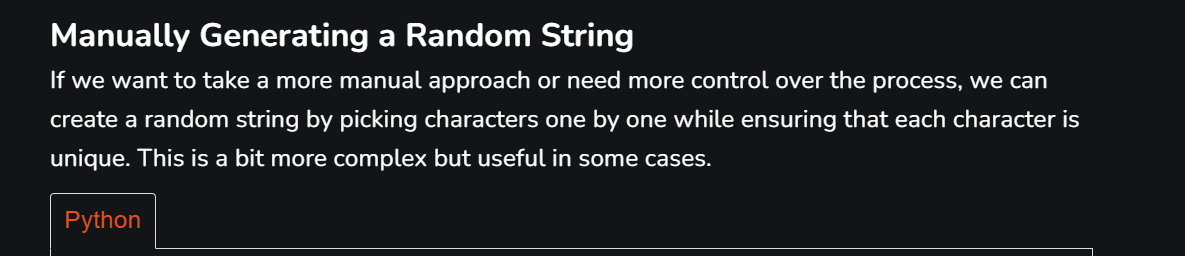 Manually Generating a Random String
If we want to take a more manual approach or need more control over the process, we can
create a random string by picking characters one by one while ensuring that each character is
unique. This is a bit more complex but useful in some cases.
Python